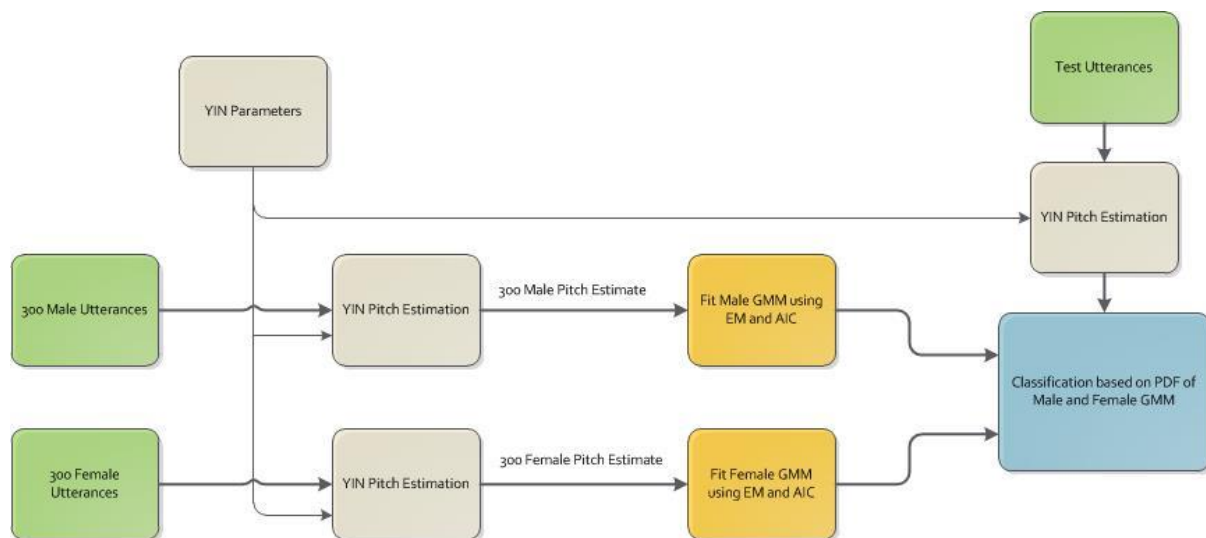 Test Utterances
YIN Parameters
YIN Pitch Estimation
300 Male Utterances
YIN Pitch Estimation
300 Male Pitch Estimate
Fit Male GMM using
EM and AIC
Classification based on PDF of
Male and Female GMM
300 Female
Utterances
YIN Pitch Estimation
300 Female Pitch Estimate
Fit Female GMM
using EM and AIC